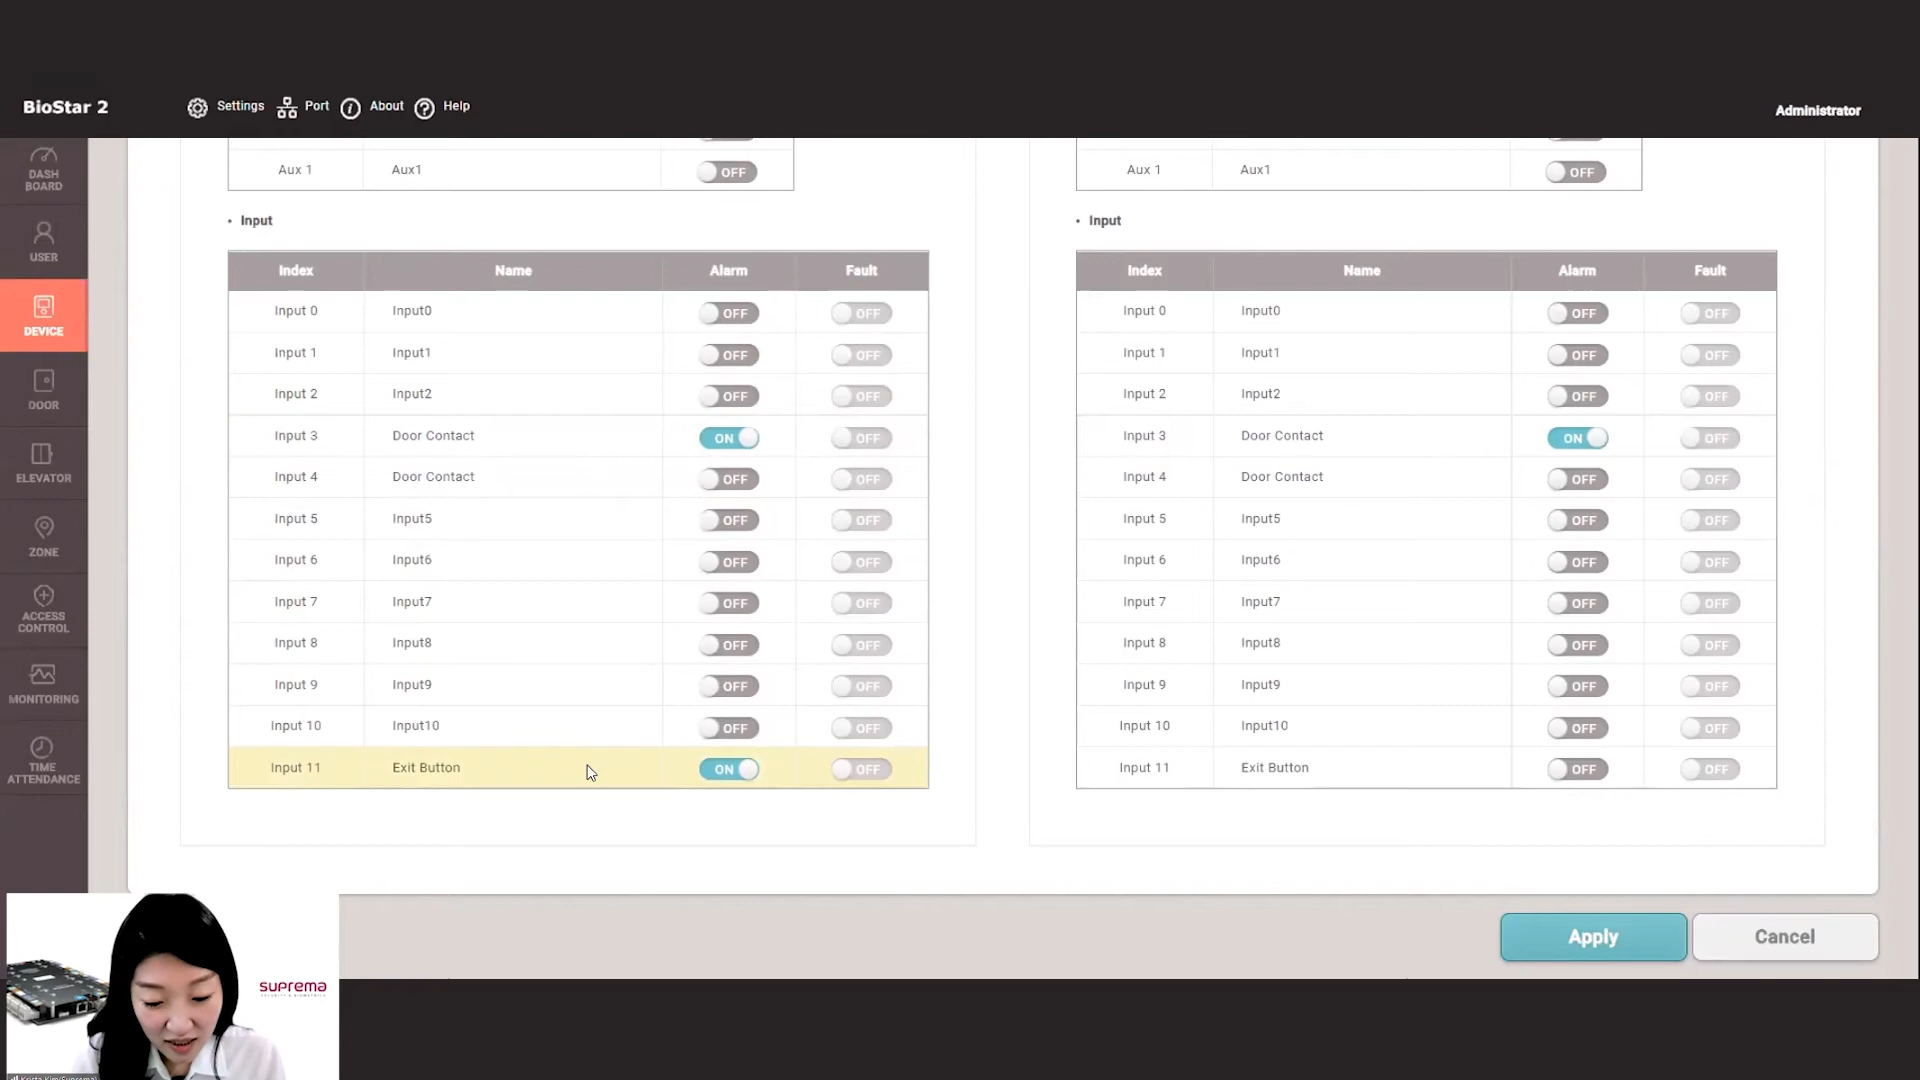 BioStar 2
Settings
Port
About
Help
Administrator
DASH
BOARD
USER
DEVICE
DOOR
ELEVATOR
ZONE
ACCESS
CONTROL
MONITORING
TIME
ATTENDANCE
Aux 1 Aux1 OFF
• Input
Index Name Alarm Fault
Input 0 Input0 OFF OFF
Input 1 Input1 OFF OFF
Input 2 Input2 OFF OFF
Input 3 Door Contact ON OFF
Input 4 Door Contact OFF OFF
Input 5 Input5 OFF OFF
Input 6 Input6 OFF OFF
Input 7 Input7 OFF OFF
Input 8 Input8 OFF OFF
Input 9 Input9 OFF OFF
Input 10 Input10 OFF OFF
Input 11 Exit Button ON OFF
Aux 1 Aux1 OFF
• Input
Index Name Alarm Fault
Input 0 Input0 OFF OFF
Input 1 Input1 OFF OFF
Input 2 Input2 OFF OFF
Input 3 Door Contact ON OFF
Input 4 Door Contact OFF OFF
Input 5 Input5 OFF OFF
Input 6 Input6 OFF OFF
Input 7 Input7 OFF OFF
Input 8 Input8 OFF OFF
Input 9 Input9 OFF OFF
Input 10 Input10 OFF OFF
Input 11 Exit Button OFF OFF
Apply
Cancel
suprema
SECURITY & BIOMETRICS